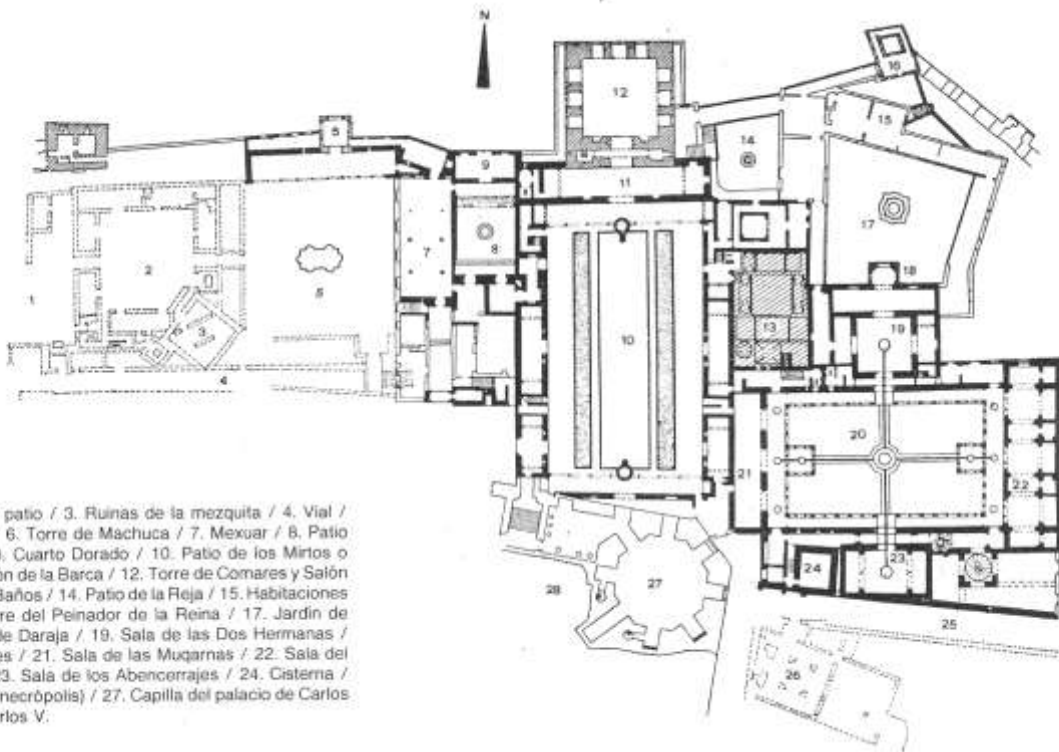 N
16
12
15
14
9
11
17
7
8
2
18
1
5
3
10
13
19
4
20
21
22
23
24
27
28
25
26
patio / 3. Ruinas de la mezquita / 4. Vial /
6. Torre de Machuca / 7. Mexuar / 8. Patio
. Cuarto Dorado / 10. Patio de los Mirtos o
ón de la Barca / 12. Torre de Comares y Salón
Baños / 14. Patio de la Reja / 15. Habitaciones
re del Peinador de la Reina / 17. Jardín de
de Daraja / 19. Sala de las Dos Hermanas /
es / 21. Sala de las Muqarnas / 22. Sala del
3. Sala de los Abencerrajes / 24. Cisterna /
necrópolis) / 27. Capilla del palacio de Carlos
rlos V.